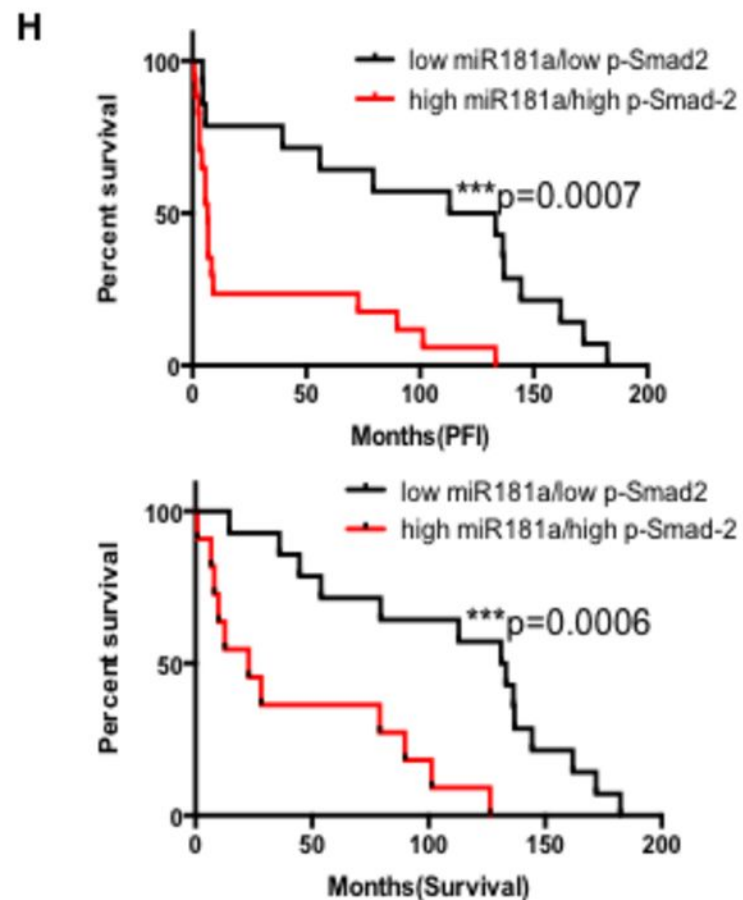 H
low miR181a/low p-Smad2
high miR181a/high p-Smad-2
100
50
0
Percent survival
***p=0.0007
0 50 100 150 200
Months(PFI)
low miR181a/low p-Smad2
high miR181a/high p-Smad-2
100
50
0
Percent survival
***p=0.0006
0 50 100 150 200
Months(Survival)